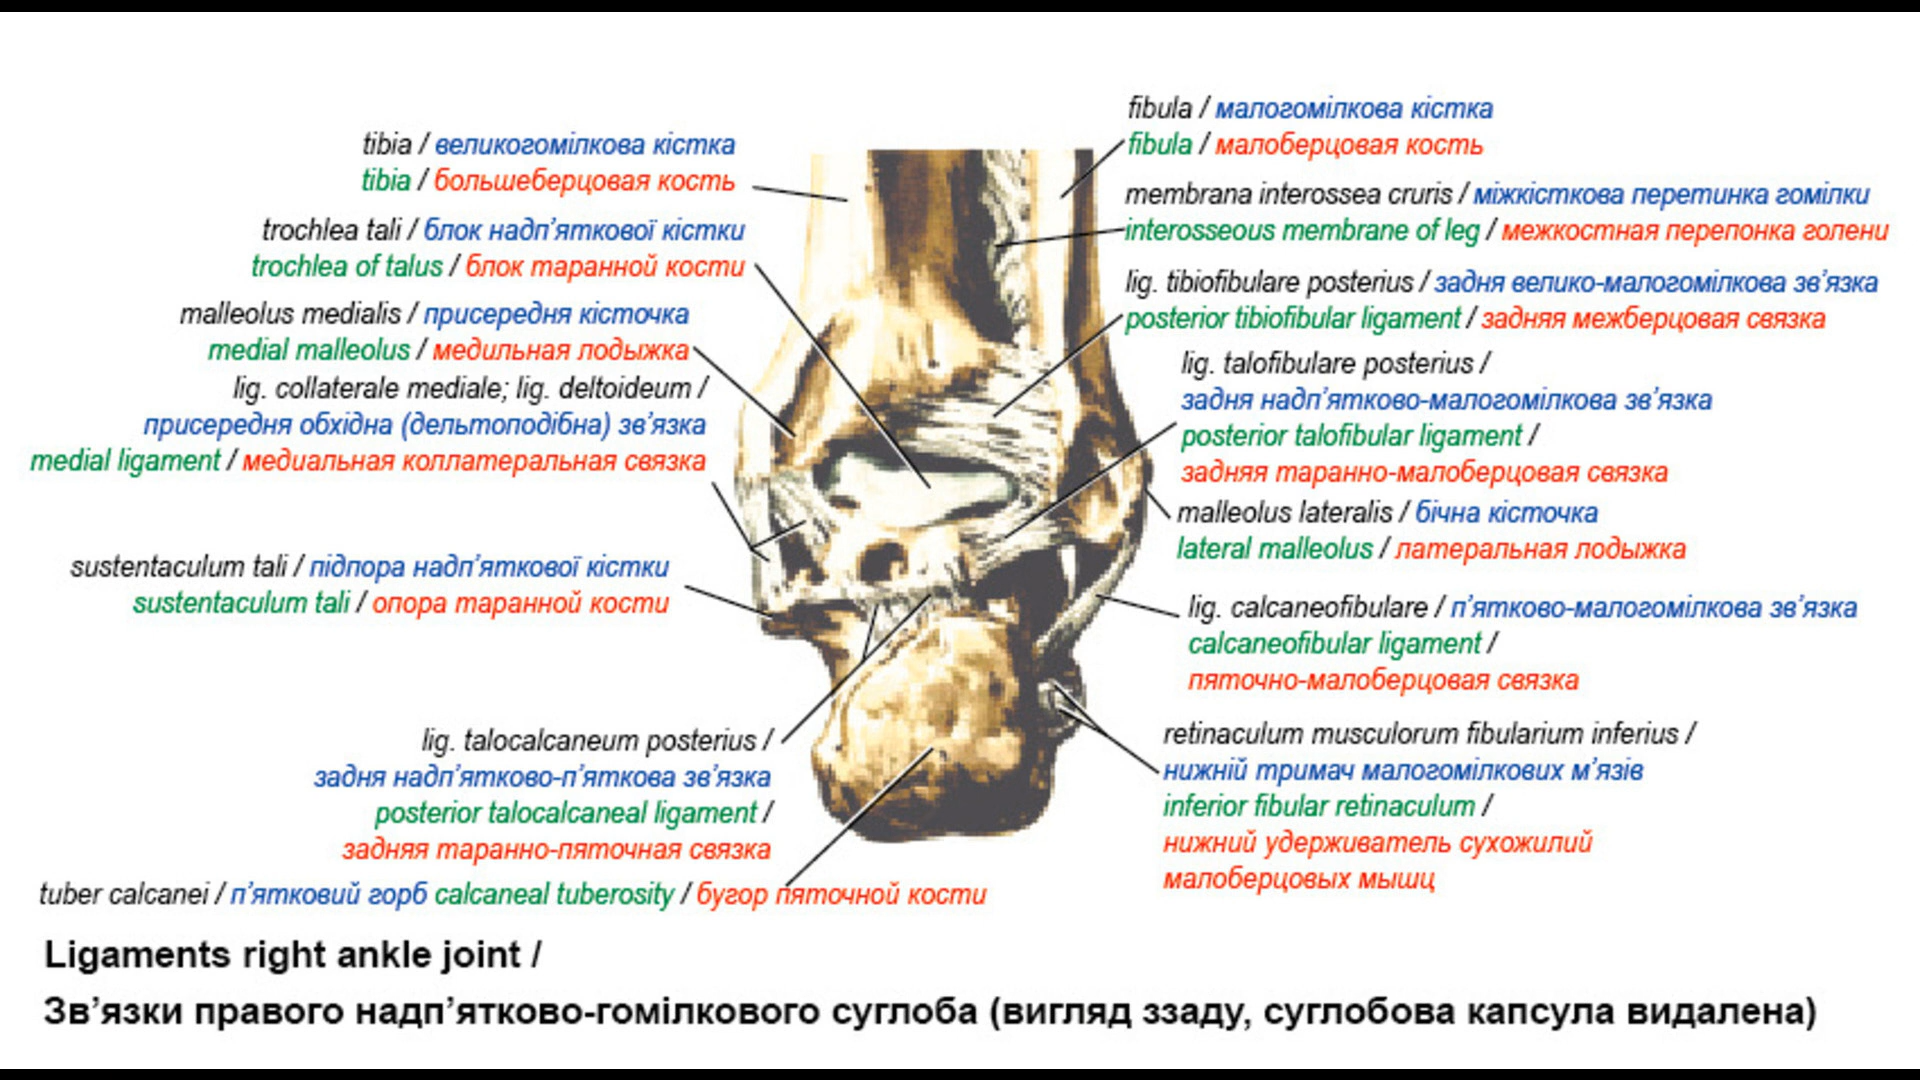 tibia / великогомілкова кістка
tibia / большеберцовая кость
trochlea tali / блок надп’яткової кістки
trochlea of talus / блок таранной кости
malleolus medialis / присередня кісточка
medial malleolus / медильная лодыжка
lig. collaterale mediale; lig. deltoideum /
присередня обхідна (дельтоподібна) зв’язка
medial ligament / медиальная коллатеральная связка
sustentaculum tali / підпора надп’яткової кістки
sustentaculum tali / опора таранной кости
lig. talocalcaneum posterius /
задня надп’ятково-п’яткова зв’язка
posterior talocalcaneal ligament /
задняя таранно-пяточная связка
tuber calcanei / п’ятковий горб calcaneal tuberosity / бугор пяточной кости
fibula / малогомілкова кістка
fibula / малоберцовая кость
membrana interossea cruris / міжкісткова перетинка гомілки
interosseous membrane of leg / межкостная перепонка голени
lig. tibiofibulare posterius / задня велико-малогомілкова зв’язка
posterior tibiofibular ligament / задняя межберцовая связка
lig. talofibulare posterius /
задня надп’ятково-малогомілкова зв’язка
posterior talofibular ligament /
задняя таранно-малоберцовая связка
malleolus lateralis / бічна кісточка
lateral malleolus / латеральная лодыжка
lig. calcaneofibulare / п’ятково-малогомілкова зв’язка
calcaneofibular ligament /
пяточно-малоберцовая связка
retinaculum musculorum fibularium inferius /
нижній тримач малогомілкових м’язів
inferior fibular retinaculum /
нижний удерживатель сухожилий
малоберцовых мышц
Ligaments right ankle joint /
Зв’язки правого надп’ятково-гомілкового суглоба (вигляд ззаду, суглобова капсула видалена)